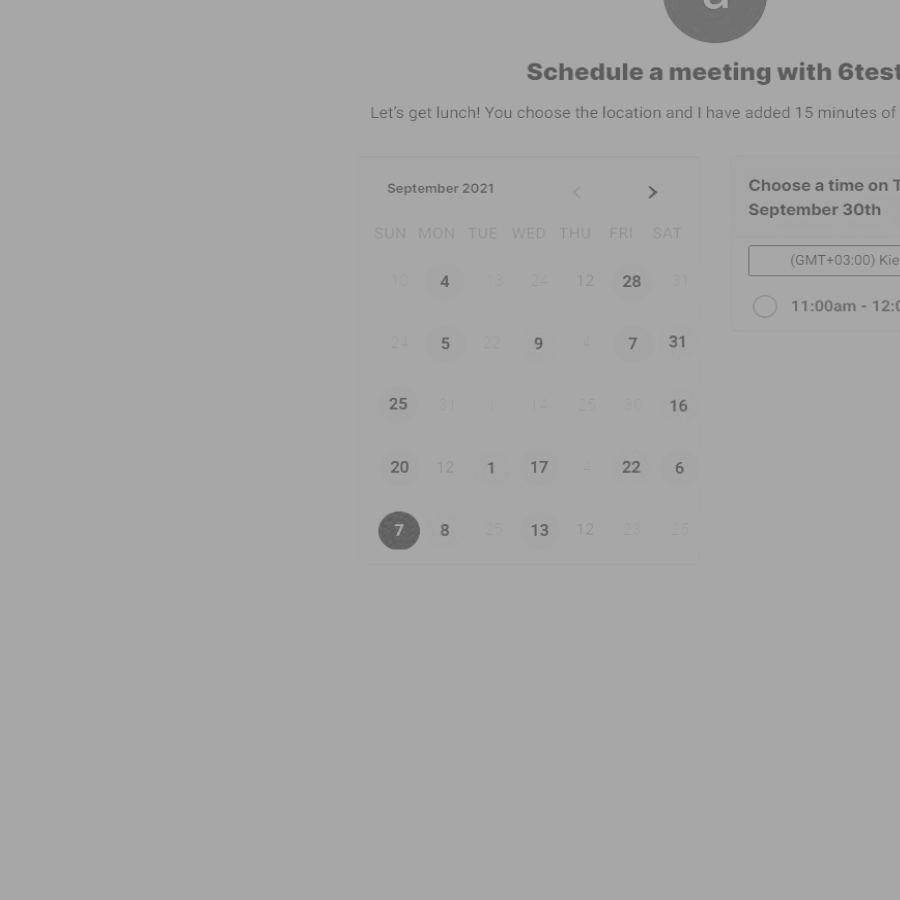 a
Schedule a meeting with 6test
Let's get lunch! You choose the location and I have added 15 minutes of
September 2021
SUN MON TUE WED THU FRI SAT
10 4 13 24 12 28 31
24 5 22 9 4 7 31
25 31 1 14 25 30 16
20 12 1 17 4 22 6
7 8 25 13 12 23 25
Choose a time on T
September 30th
(GMT+03:00) Kie
11:00am - 12:0